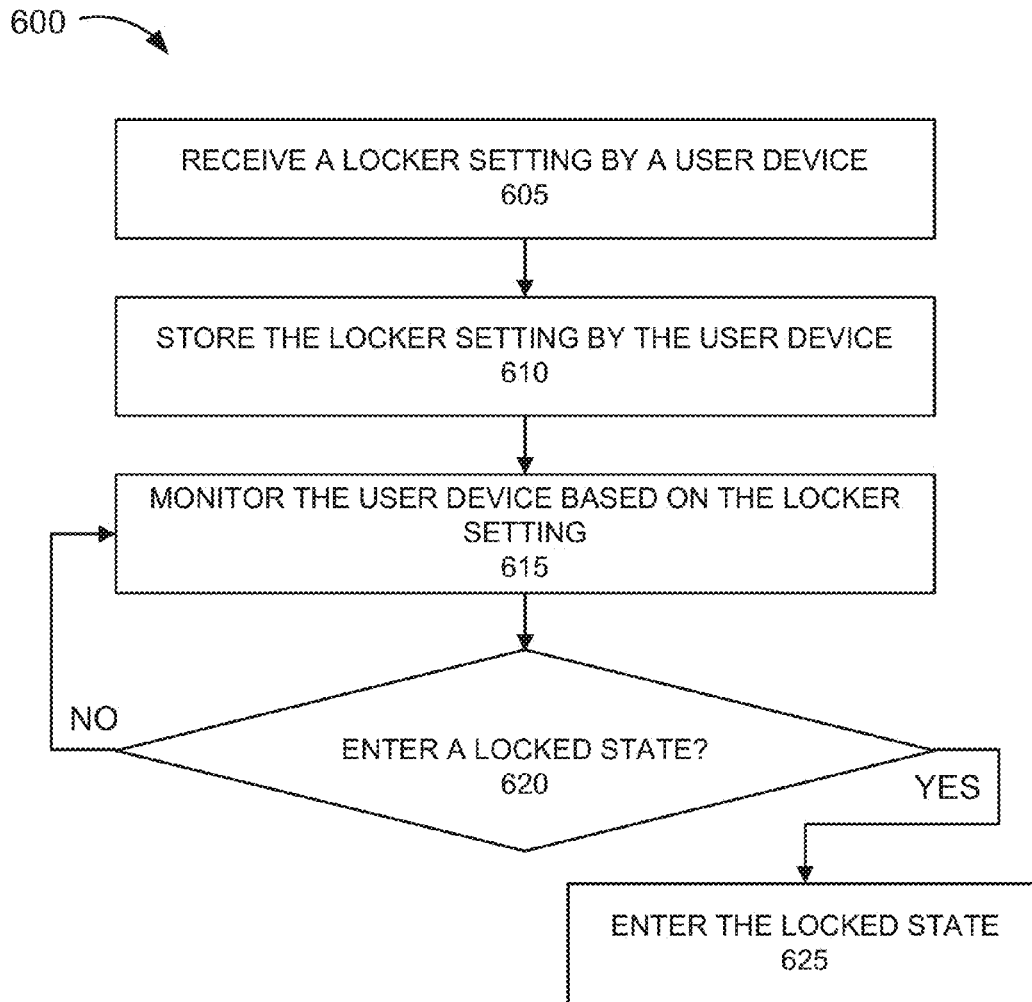 600
RECEIVE A LOCKER SETTING BY A USER DEVICE
605
STORE THE LOCKER SETTING BY THE USER DEVICE
610
MONITOR THE USER DEVICE BASED ON THE LOCKER
SETTING
615
NO
ENTER A LOCKED STATE?
620
YES
ENTER THE LOCKED STATE
625